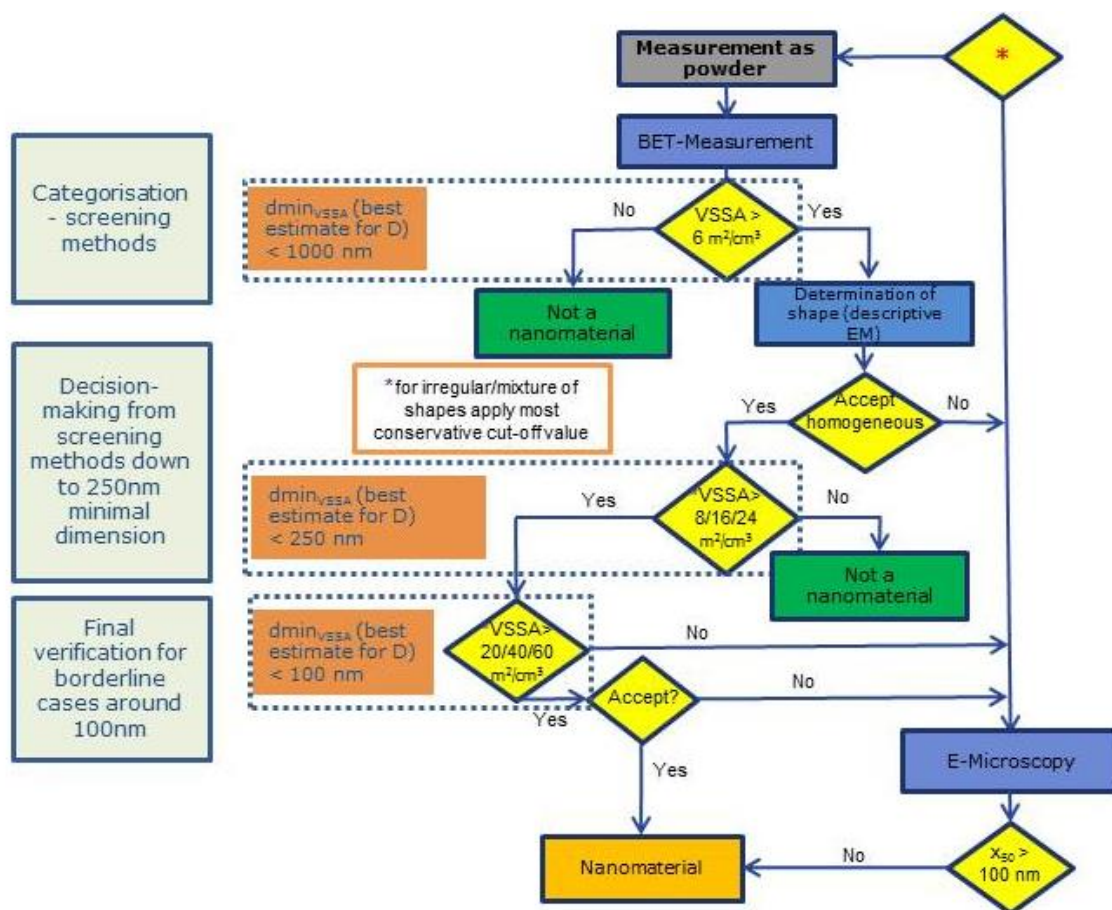 Measurement as
powder
*
BET-Measurement
Categorisation
- screening
methods
dminVSSA (best
estimate for D)
< 1000 nm
No
VSSA >
6 m²/cm³
Yes
Not a
nanomaterial
Determination of
shape (descriptive
EM)
Decision-
making from
screening
methods down
to 250nm
minimal
dimension
*for irregular/mixture of
shapes apply most
conservative cut-off value
Yes
Accept
homogeneous
No
dminVSSA (best
estimate for D)
< 250 nm
Yes
*VSSA>
8/16/24
m²/cm³
No
Not a
nanomaterial
Final
verification for
borderline
cases around
100nm
dminVSSA (best
estimate for D)
< 100 nm
*VSSA>
20/40/60
m²/cm³
No
Yes
Accept?
No
Yes
E-Microscopy
Nanomaterial
No
x50 >
100 nm